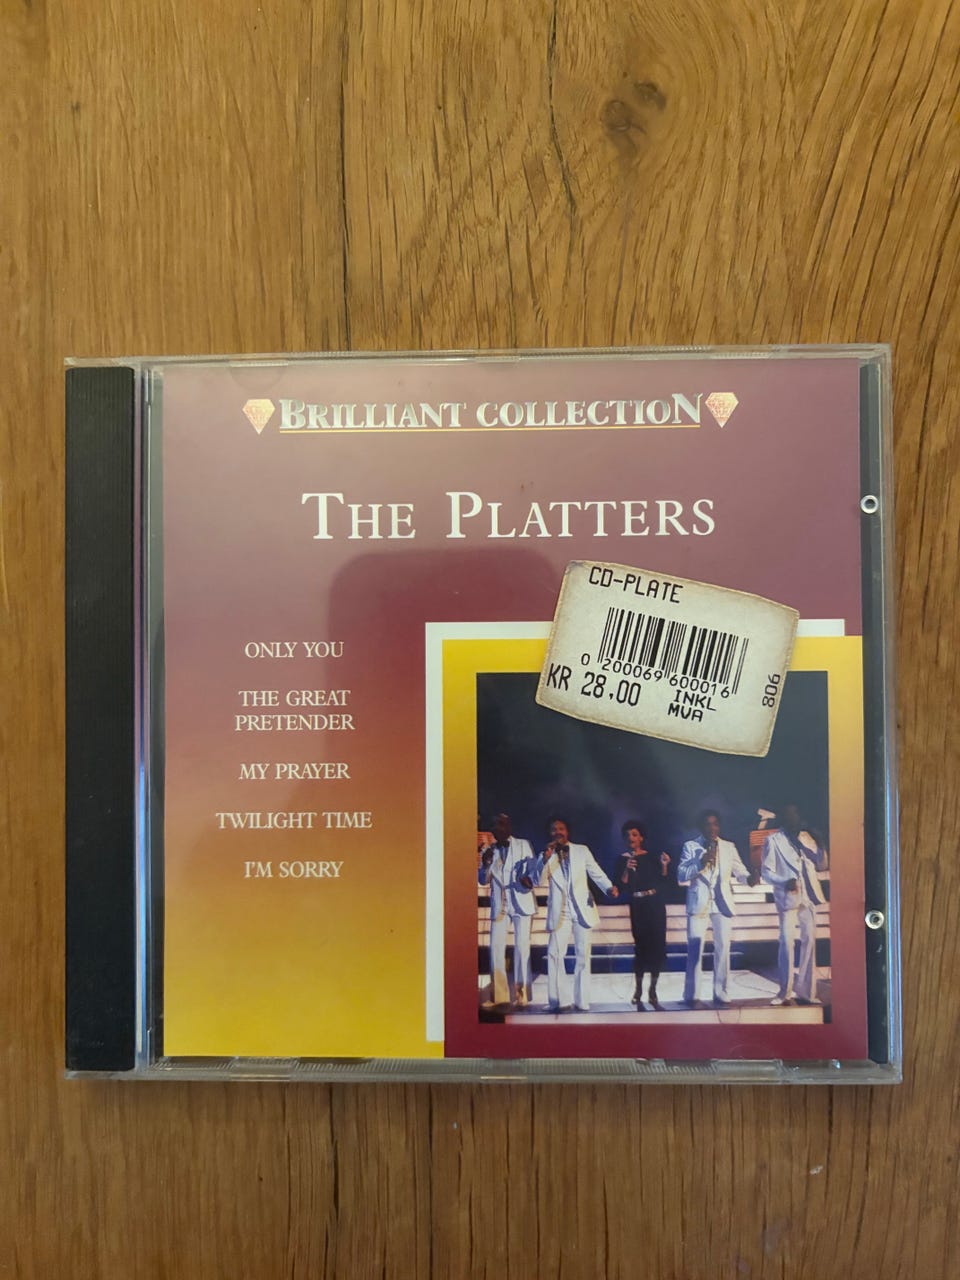 BRILLIANT COLLECTION
THE PLATTERS
CD-PLATE
0 200069 600016
KR 28,00
INKL
MVA
806
ONLY YOU
THE GREAT
PRETENDER
MY PRAYER
TWILIGHT TIME
I'M SORRY